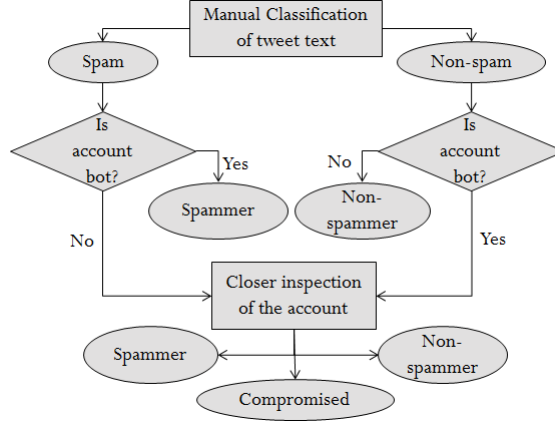 Manual Classification
of tweet text
Spam
Non-spam
Is
account
bot?
Is
account
bot?
Yes
No
Spammer
Non-
spammer
No
Yes
Closer inspection
of the account
Spammer
Non-
spammer
Compromised